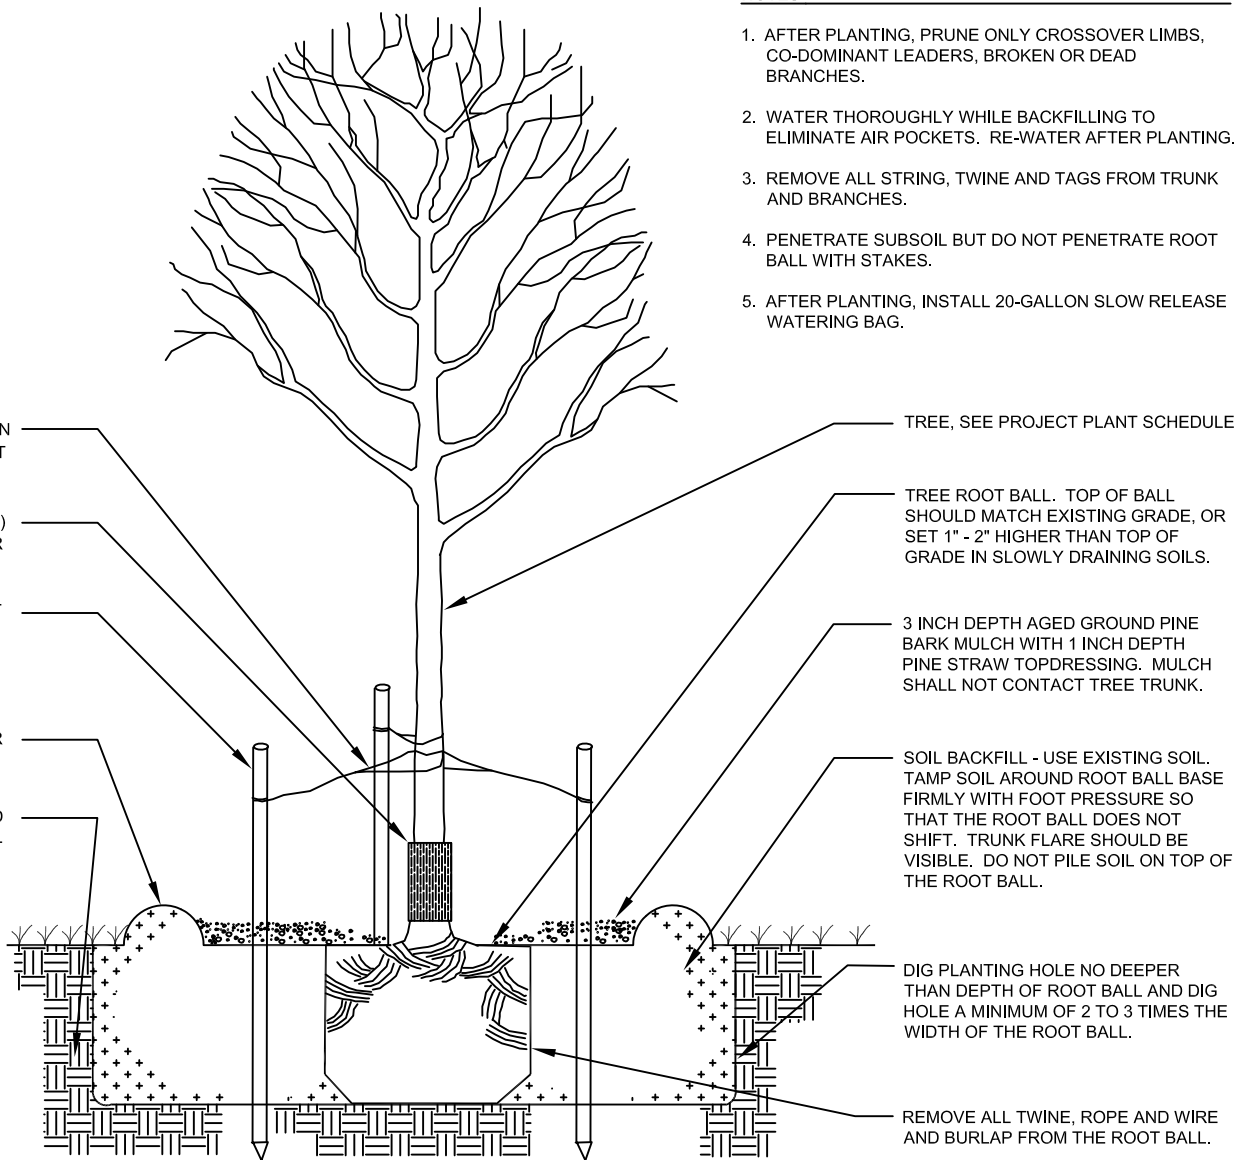 1. AFTER PLANTING, PRUNE ONLY CROSSOVER LIMBS,
CO-DOMINANT LEADERS, BROKEN OR DEAD
BRANCHES.
2. WATER THOROUGHLY WHILE BACKFILLING TO
ELIMINATE AIR POCKETS. RE-WATER AFTER PLANTING.
3. REMOVE ALL STRING, TWINE AND TAGS FROM TRUNK
AND BRANCHES.
4. PENETRATE SUBSOIL BUT DO NOT PENETRATE ROOT
BALL WITH STAKES.
5. AFTER PLANTING, INSTALL 20-GALLON SLOW RELEASE
WATERING BAG.
TREE, SEE PROJECT PLANT SCHEDULE
TREE ROOT BALL. TOP OF BALL
SHOULD MATCH EXISTING GRADE, OR
SET 1" - 2" HIGHER THAN TOP OF
GRADE IN SLOWLY DRAINING SOILS.
3 INCH DEPTH AGED GROUND PINE
BARK MULCH WITH 1 INCH DEPTH
PINE STRAW TOPDRESSING. MULCH
SHALL NOT CONTACT TREE TRUNK.
SOIL BACKFILL - USE EXISTING SOIL.
TAMP SOIL AROUND ROOT BALL BASE
FIRMLY WITH FOOT PRESSURE SO
THAT THE ROOT BALL DOES NOT
SHIFT. TRUNK FLARE SHOULD BE
VISIBLE. DO NOT PILE SOIL ON TOP OF
THE ROOT BALL.
DIG PLANTING HOLE NO DEEPER
THAN DEPTH OF ROOT BALL AND DIG
HOLE A MINIMUM OF 2 TO 3 TIMES THE
WIDTH OF THE ROOT BALL.
REMOVE ALL TWINE, ROPE AND WIRE
AND BURLAP FROM THE ROOT BALL.